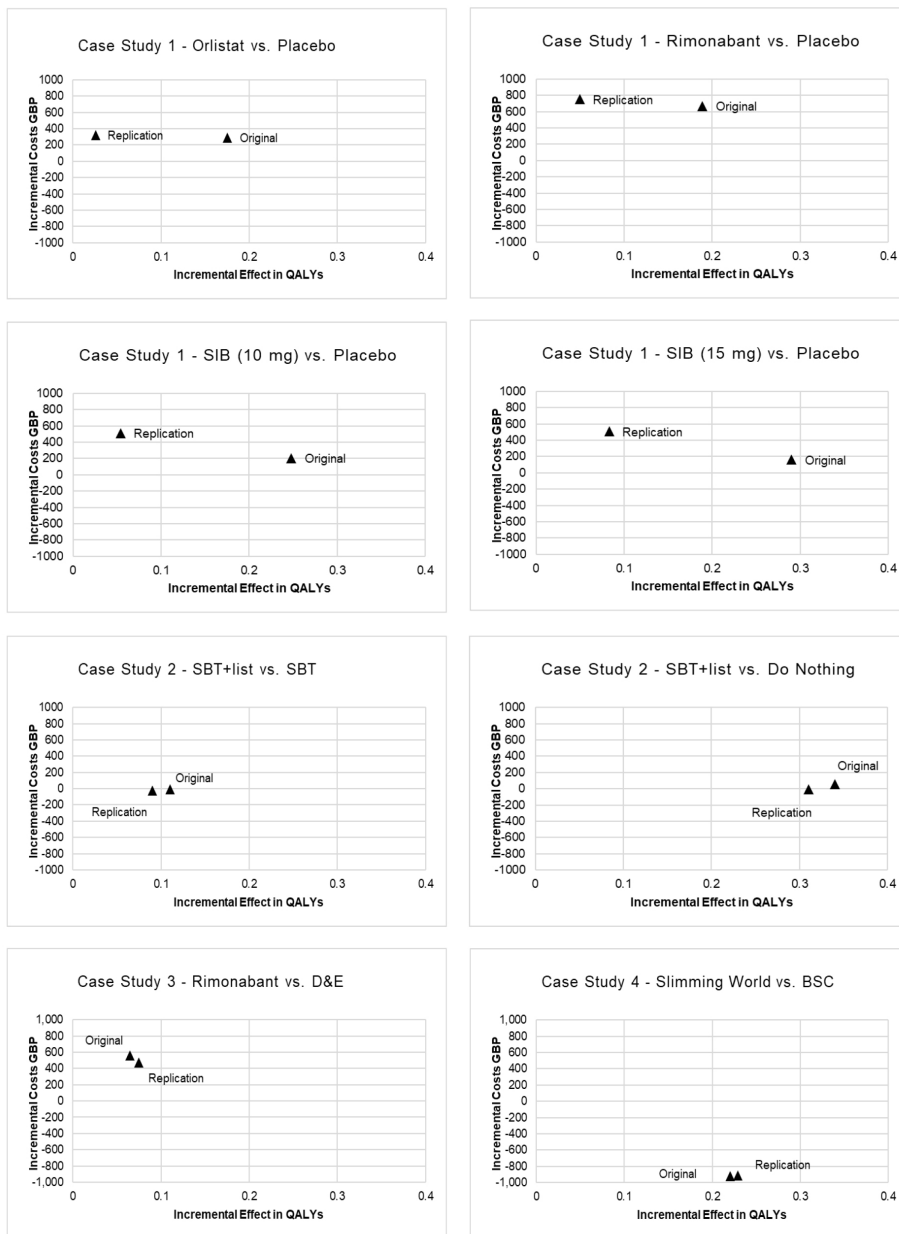 Case Study 1 - Orlistat vs. Placebo
Incremental Costs GBP
1000
800
600
400
200
0
-200
-400
-600
-800
-1000
Replication
Original
0 0.1 0.2 0.3 0.4
Incremental Effect in QALYs
Case Study 1 - Rimonabant vs. Placebo
Incremental Costs GBP
1000
800
600
400
200
0
-200
-400
-600
-800
-1000
Replication
Original
0 0.1 0.2 0.3 0.4
Incremental Effect in QALYs
Case Study 1 - SIB (10 mg) vs. Placebo
Incremental Costs GBP
1000
800
600
400
200
0
-200
-400
-600
-800
-1000
Replication
Original
0 0.1 0.2 0.3 0.4
Incremental Effect in QALYs
Case Study 1 - SIB (15 mg) vs. Placebo
Incremental Costs GBP
1000
800
600
400
200
0
-200
-400
-600
-800
-1000
Replication
Original
0 0.1 0.2 0.3 0.4
Incremental Effect in QALYs
Case Study 2 - SBT+list vs. SBT
Incremental Costs GBP
1000
800
600
400
200
0
-200
-400
-600
-800
-1000
Original
Replication
0 0.1 0.2 0.3 0.4
Incremental Effect in QALYs
Case Study 2 - SBT+list vs. Do Nothing
Incremental Costs GBP
1000
800
600
400
200
0
-200
-400
-600
-800
-1000
Original
Replication
0 0.1 0.2 0.3 0.4
Incremental Effect in QALYs
Case Study 3 - Rimonabant vs. D&E
Incremental Costs GBP
1,000
800
600
400
200
0
-200
-400
-600
-800
-1,000
Original
Replication
0 0.1 0.2 0.3 0.4
Incremental Effect in QALYs
Case Study 4 - Slimming World vs. BSC
Incremental Costs GBP
1,000
800
600
400
200
0
-200
-400
-600
-800
-1,000
Replication
Original
0 0.1 0.2 0.3 0.4
Incremental Effect in QALYs